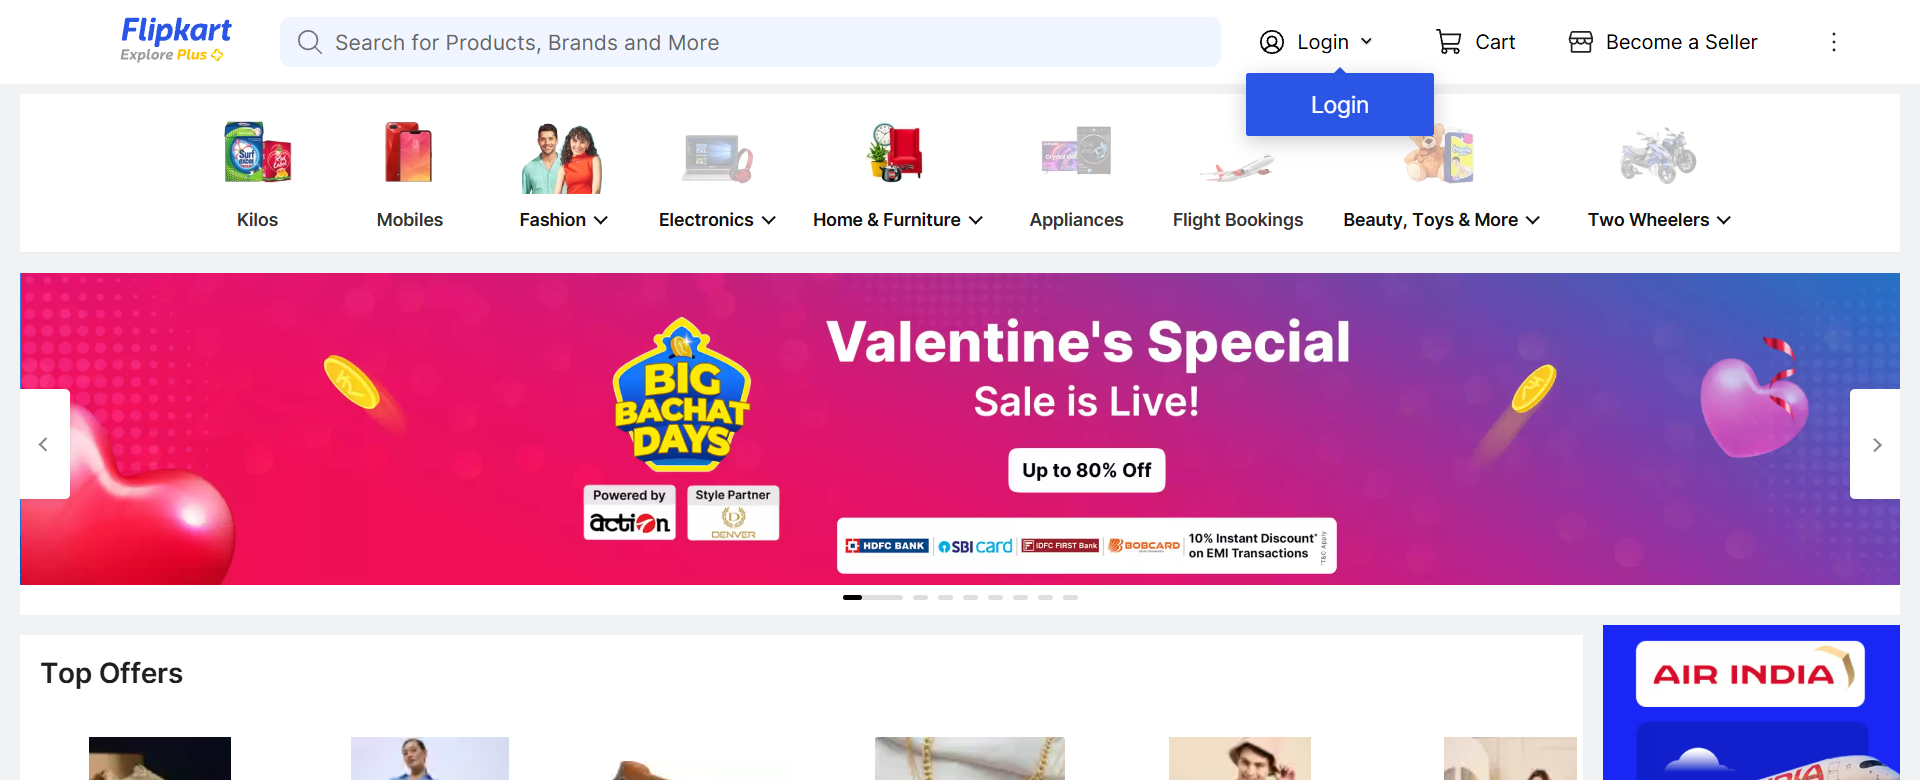 Flipkart
Explore Plus
Search for Products, Brands and More
Login
Cart
Become a Seller
Login
Surf excel
Kilos
Mobiles
Fashion
Electronics
Home & Furniture
Appliances
Flight Bookings
Beauty, Toys & More
Two Wheelers
BIG
BACHAT
DAYS
Powered by
action
Style Partner
D
DENVER
Valentine's Special
Sale is Live!
Up to 80% Off
HDFC BANK
SBI card
IDFC FIRST Bank
BOBCARD
10% Instant Discount*
on EMI Transactions
*T&C Apply
Top Offers
AIR INDIA